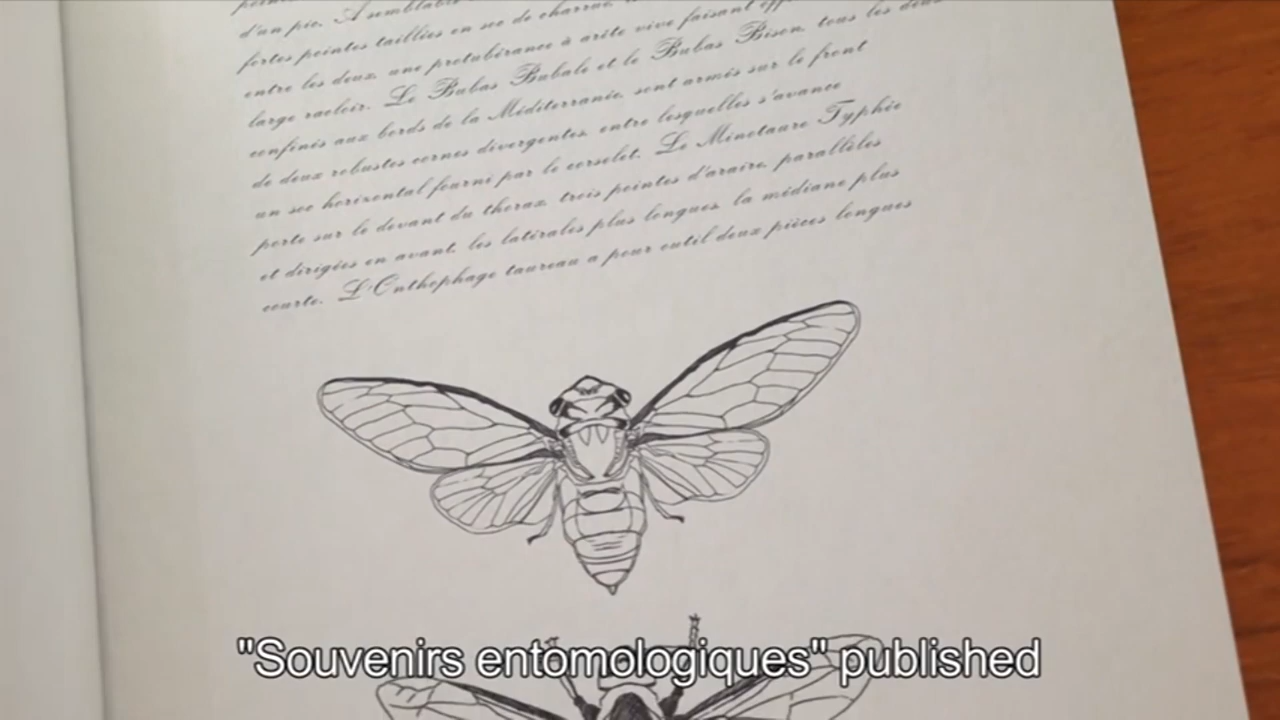 d'un pic. A semblable
fortes pointes taillées en soc de charrue,
entre les deux, une protubérance à arête vive faisant
large racloir. Le Bubas Bubale et le Bubas Bison, tous les deux
confinés aux bords de la Méditerranée, sont armés sur le front
de deux robustes cornes divergentes, entre lesquelles s'avance
un soc horizontal fourni par le corselet. Le Minotaure Typhée
porte sur le devant du thorax, trois pointes d'araire, parallèles
et dirigées en avant, les latérales plus longues, la médiane plus
courte. L'Onthophage taureau a pour outil deux pièces longues
"Souvenirs entomologiques" published